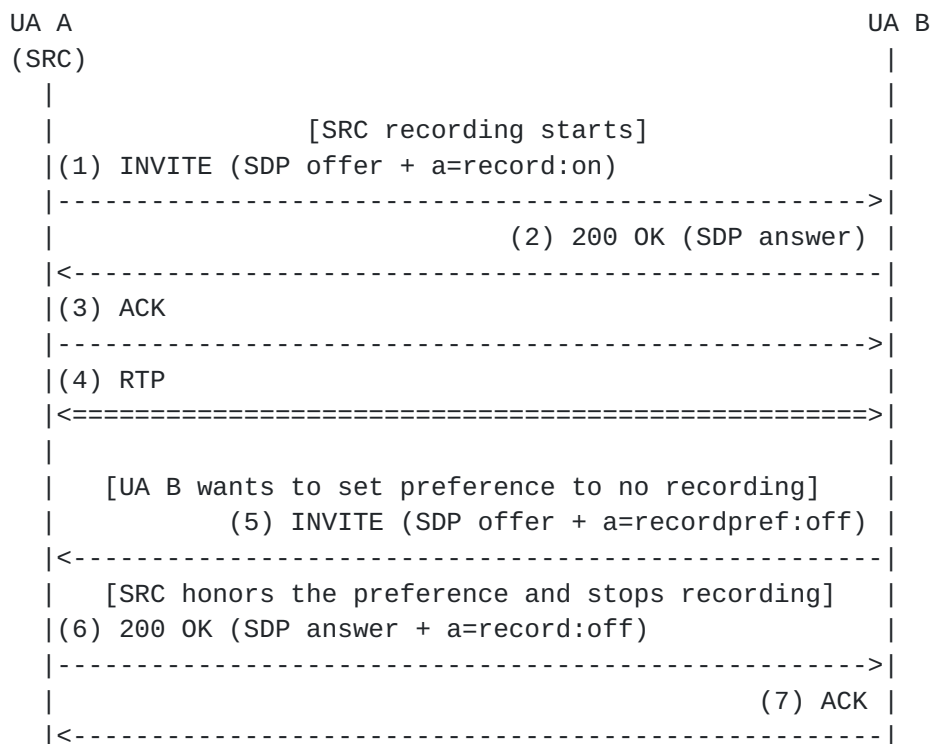 UA A UA B
(SRC) |
| |
| [SRC recording starts] |
|(1) INVITE (SDP offer + a=record:on) |
|---------------------------------------------------->|
| (2) 200 OK (SDP answer) |
|<----------------------------------------------------|
|(3) ACK |
|---------------------------------------------------->|
|(4) RTP |
|<===================================================>|
| |
| [UA B wants to set preference to no recording] |
| (5) INVITE (SDP offer + a=recordpref:off) |
|<----------------------------------------------------|
| [SRC honors the preference and stops recording] |
|(6) 200 OK (SDP answer + a=record:off) |
|---------------------------------------------------->|
| (7) ACK |
|<----------------------------------------------------|